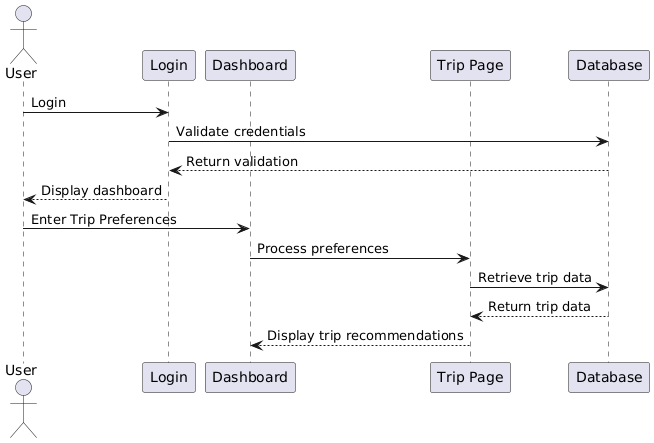 User
Login
Dashboard
Trip Page
Database
Login
Validate credentials
Return validation
Display dashboard
Enter Trip Preferences
Process preferences
Retrieve trip data
Return trip data
Display trip recommendations
User
Login
Dashboard
Trip Page
Database